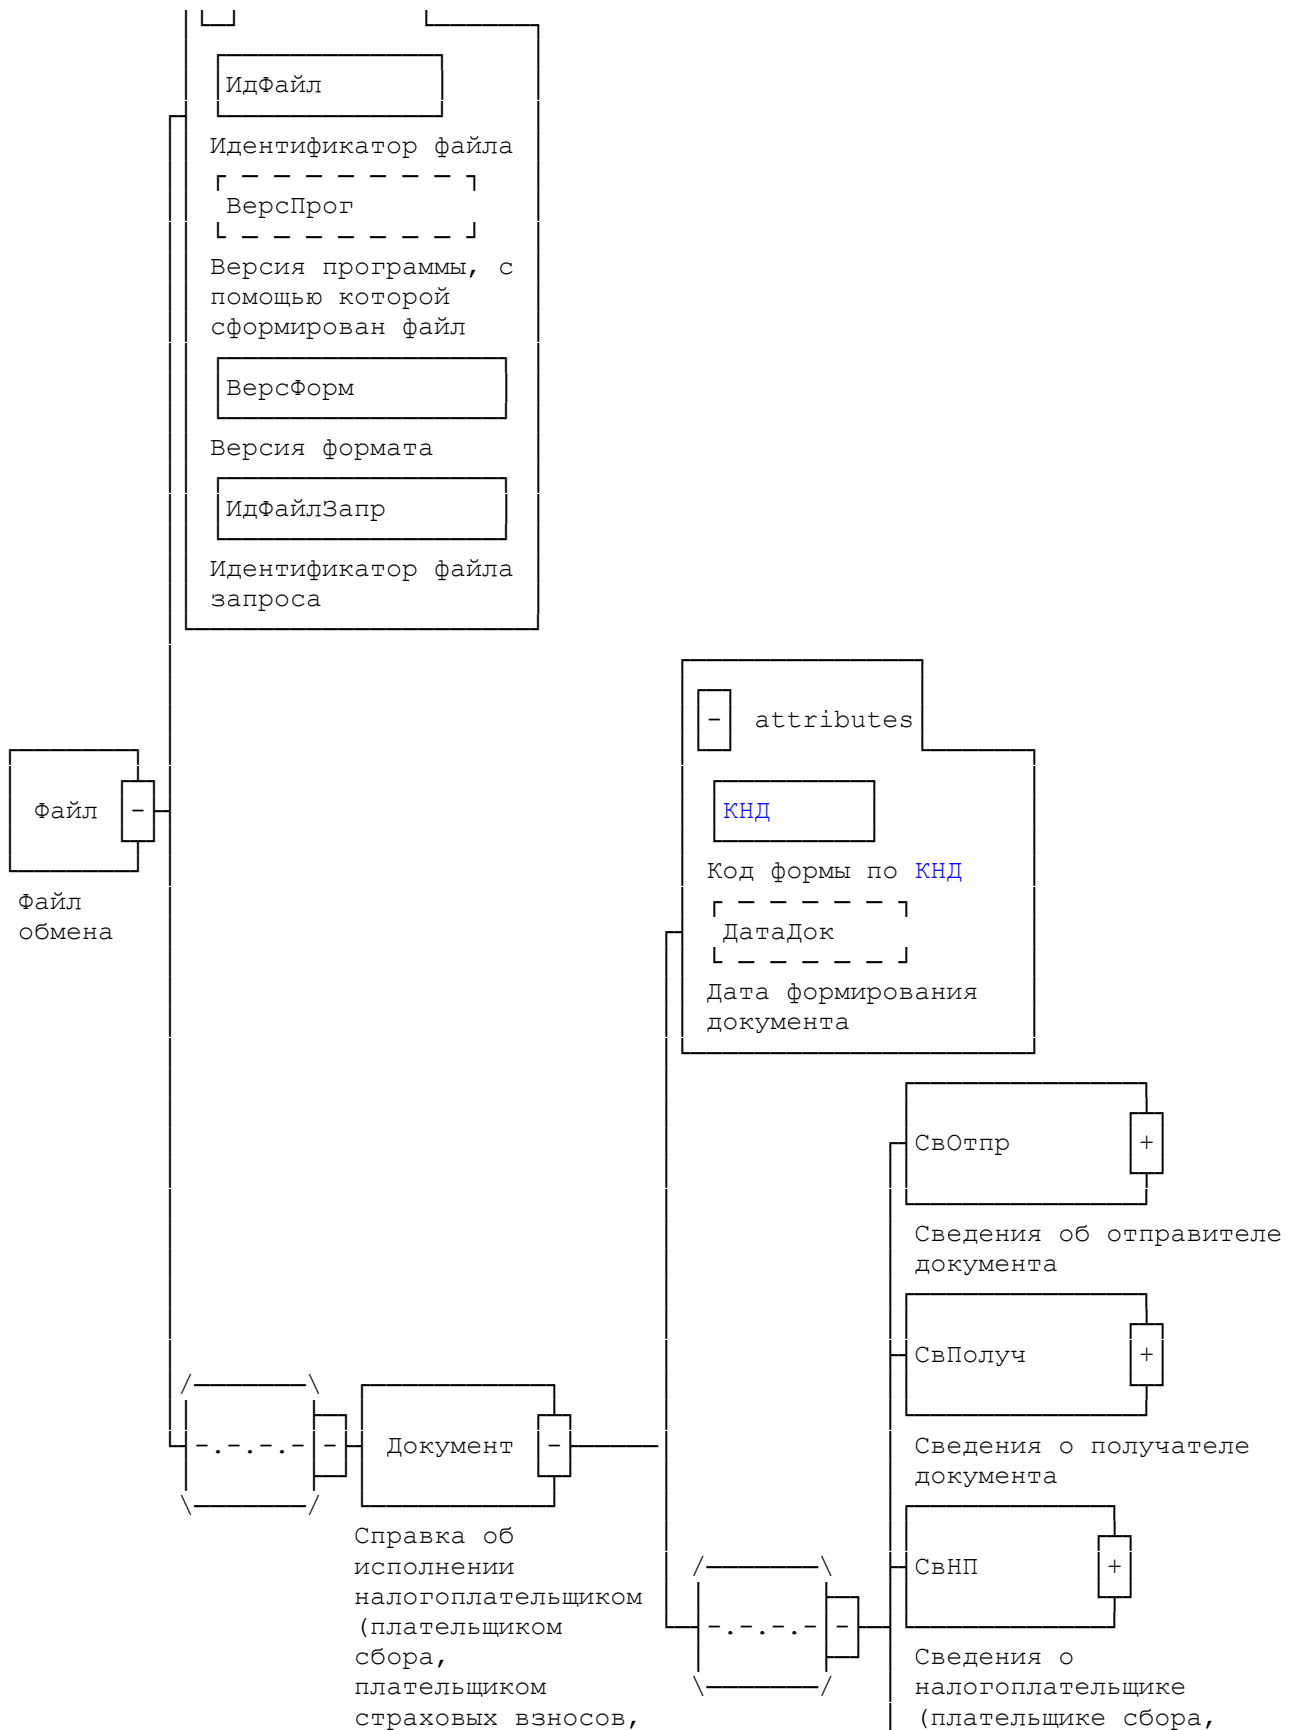 ИдФайл
Идентификатор файла
ВерсПрог
Версия программы, с
помощью которой
сформирован файл
ВерсФорм
Версия формата
ИдФайлЗапр
Идентификатор файла
запроса
- attributes
Файл -
КНД
Код формы по КНД
Файл
обмена
ДатаДок
Дата формирования
документа
СвОтпр +
Сведения об отправителе
документа
СвПолуч +
Сведения о получателе
документа
-.-.-.- - Документ -
Справка об
исполнении
налогоплательщиком
(плательщиком
сбора,
плательщиком
страховых взносов,
-.-.-.- -
СвНП +
Сведения о
налогоплательщике
(плательщике сбора,